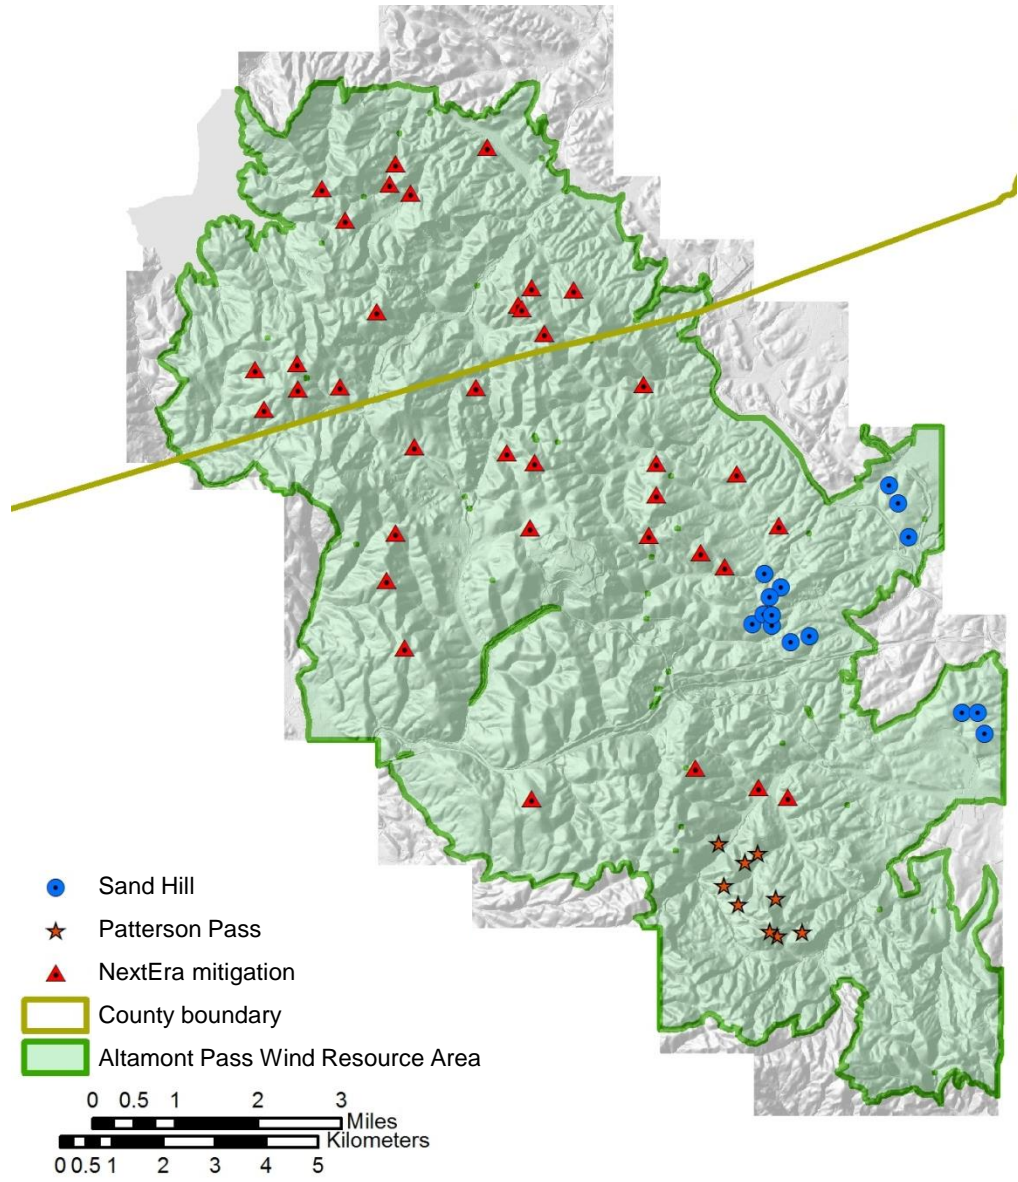 Sand Hill
Patterson Pass
NextEra mitigation
County boundary
Altamont Pass Wind Resource Area
0 0.5 1 2 3
Miles
Kilometers
0 0.5 1 2 3 4 5